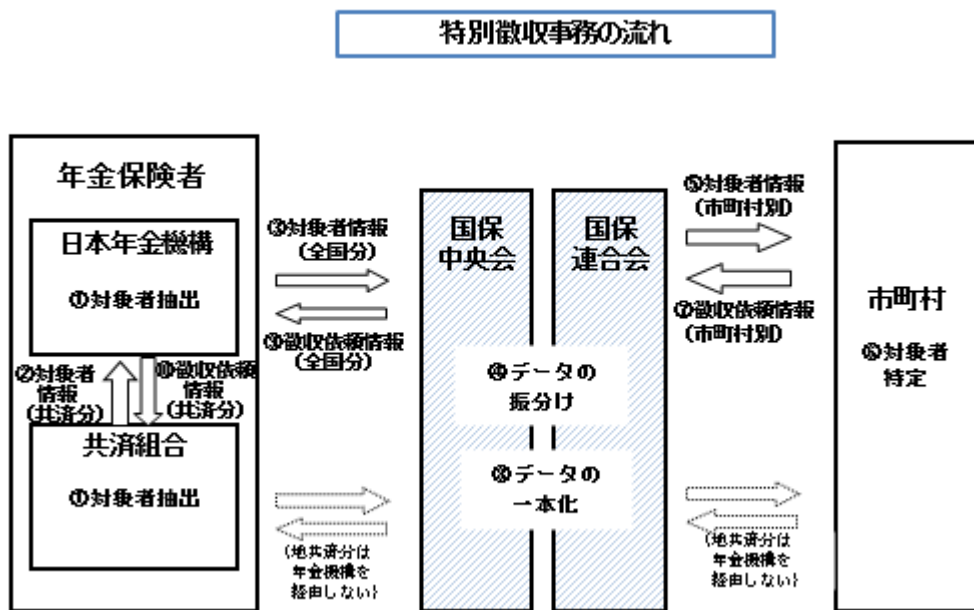 特別徴収事務の流れ
年金保険者
日本年金機構
①対象者抽出
②対象者
情報
(共済分)
⑩徴収依頼
情報
(共済分)
共済組合
①対象者抽出
③対象者情報
(全国分)
⑨徴収依頼情報
(全国分)
(地共済分は
年金機構を
経由しない)
国保
中央会
国保
連合会
④データの
振分け
⑧データの
一本化
⑤対象者情報
(市町村別)
⑦徴収依頼情報
(市町村別)
(地共済分は
年金機構を
経由しない)
市町村
⑥対象者
特定